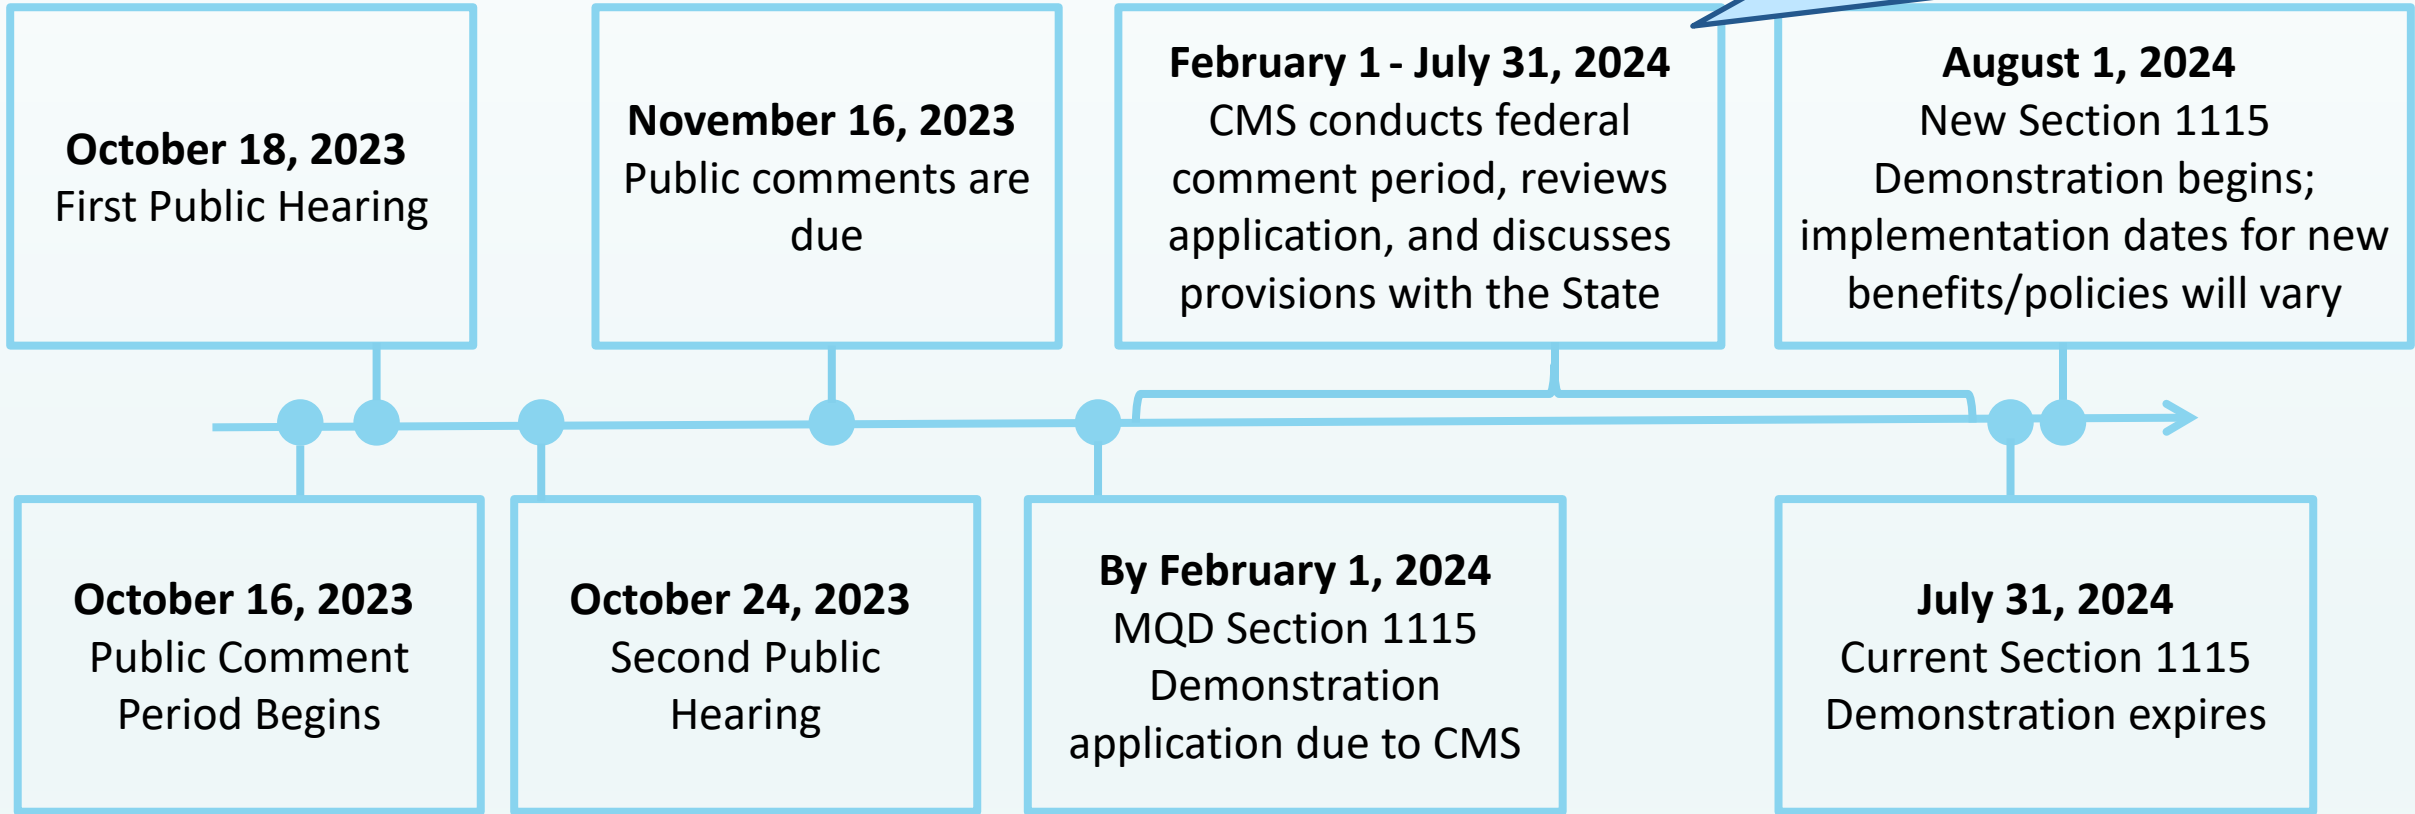 October 18, 2023
First Public Hearing
November 16, 2023
Public comments are
due
February 1 - July 31, 2024
CMS conducts federal
comment period, reviews
application, and discusses
provisions with the State
August 1, 2024
New Section 1115
Demonstration begins;
implementation dates for new
benefits/policies will vary
October 16, 2023
Public Comment
Period Begins
October 24, 2023
Second Public
Hearing
By February 1, 2024
MQD Section 1115
Demonstration
application due to CMS
July 31, 2024
Current Section 1115
Demonstration expires